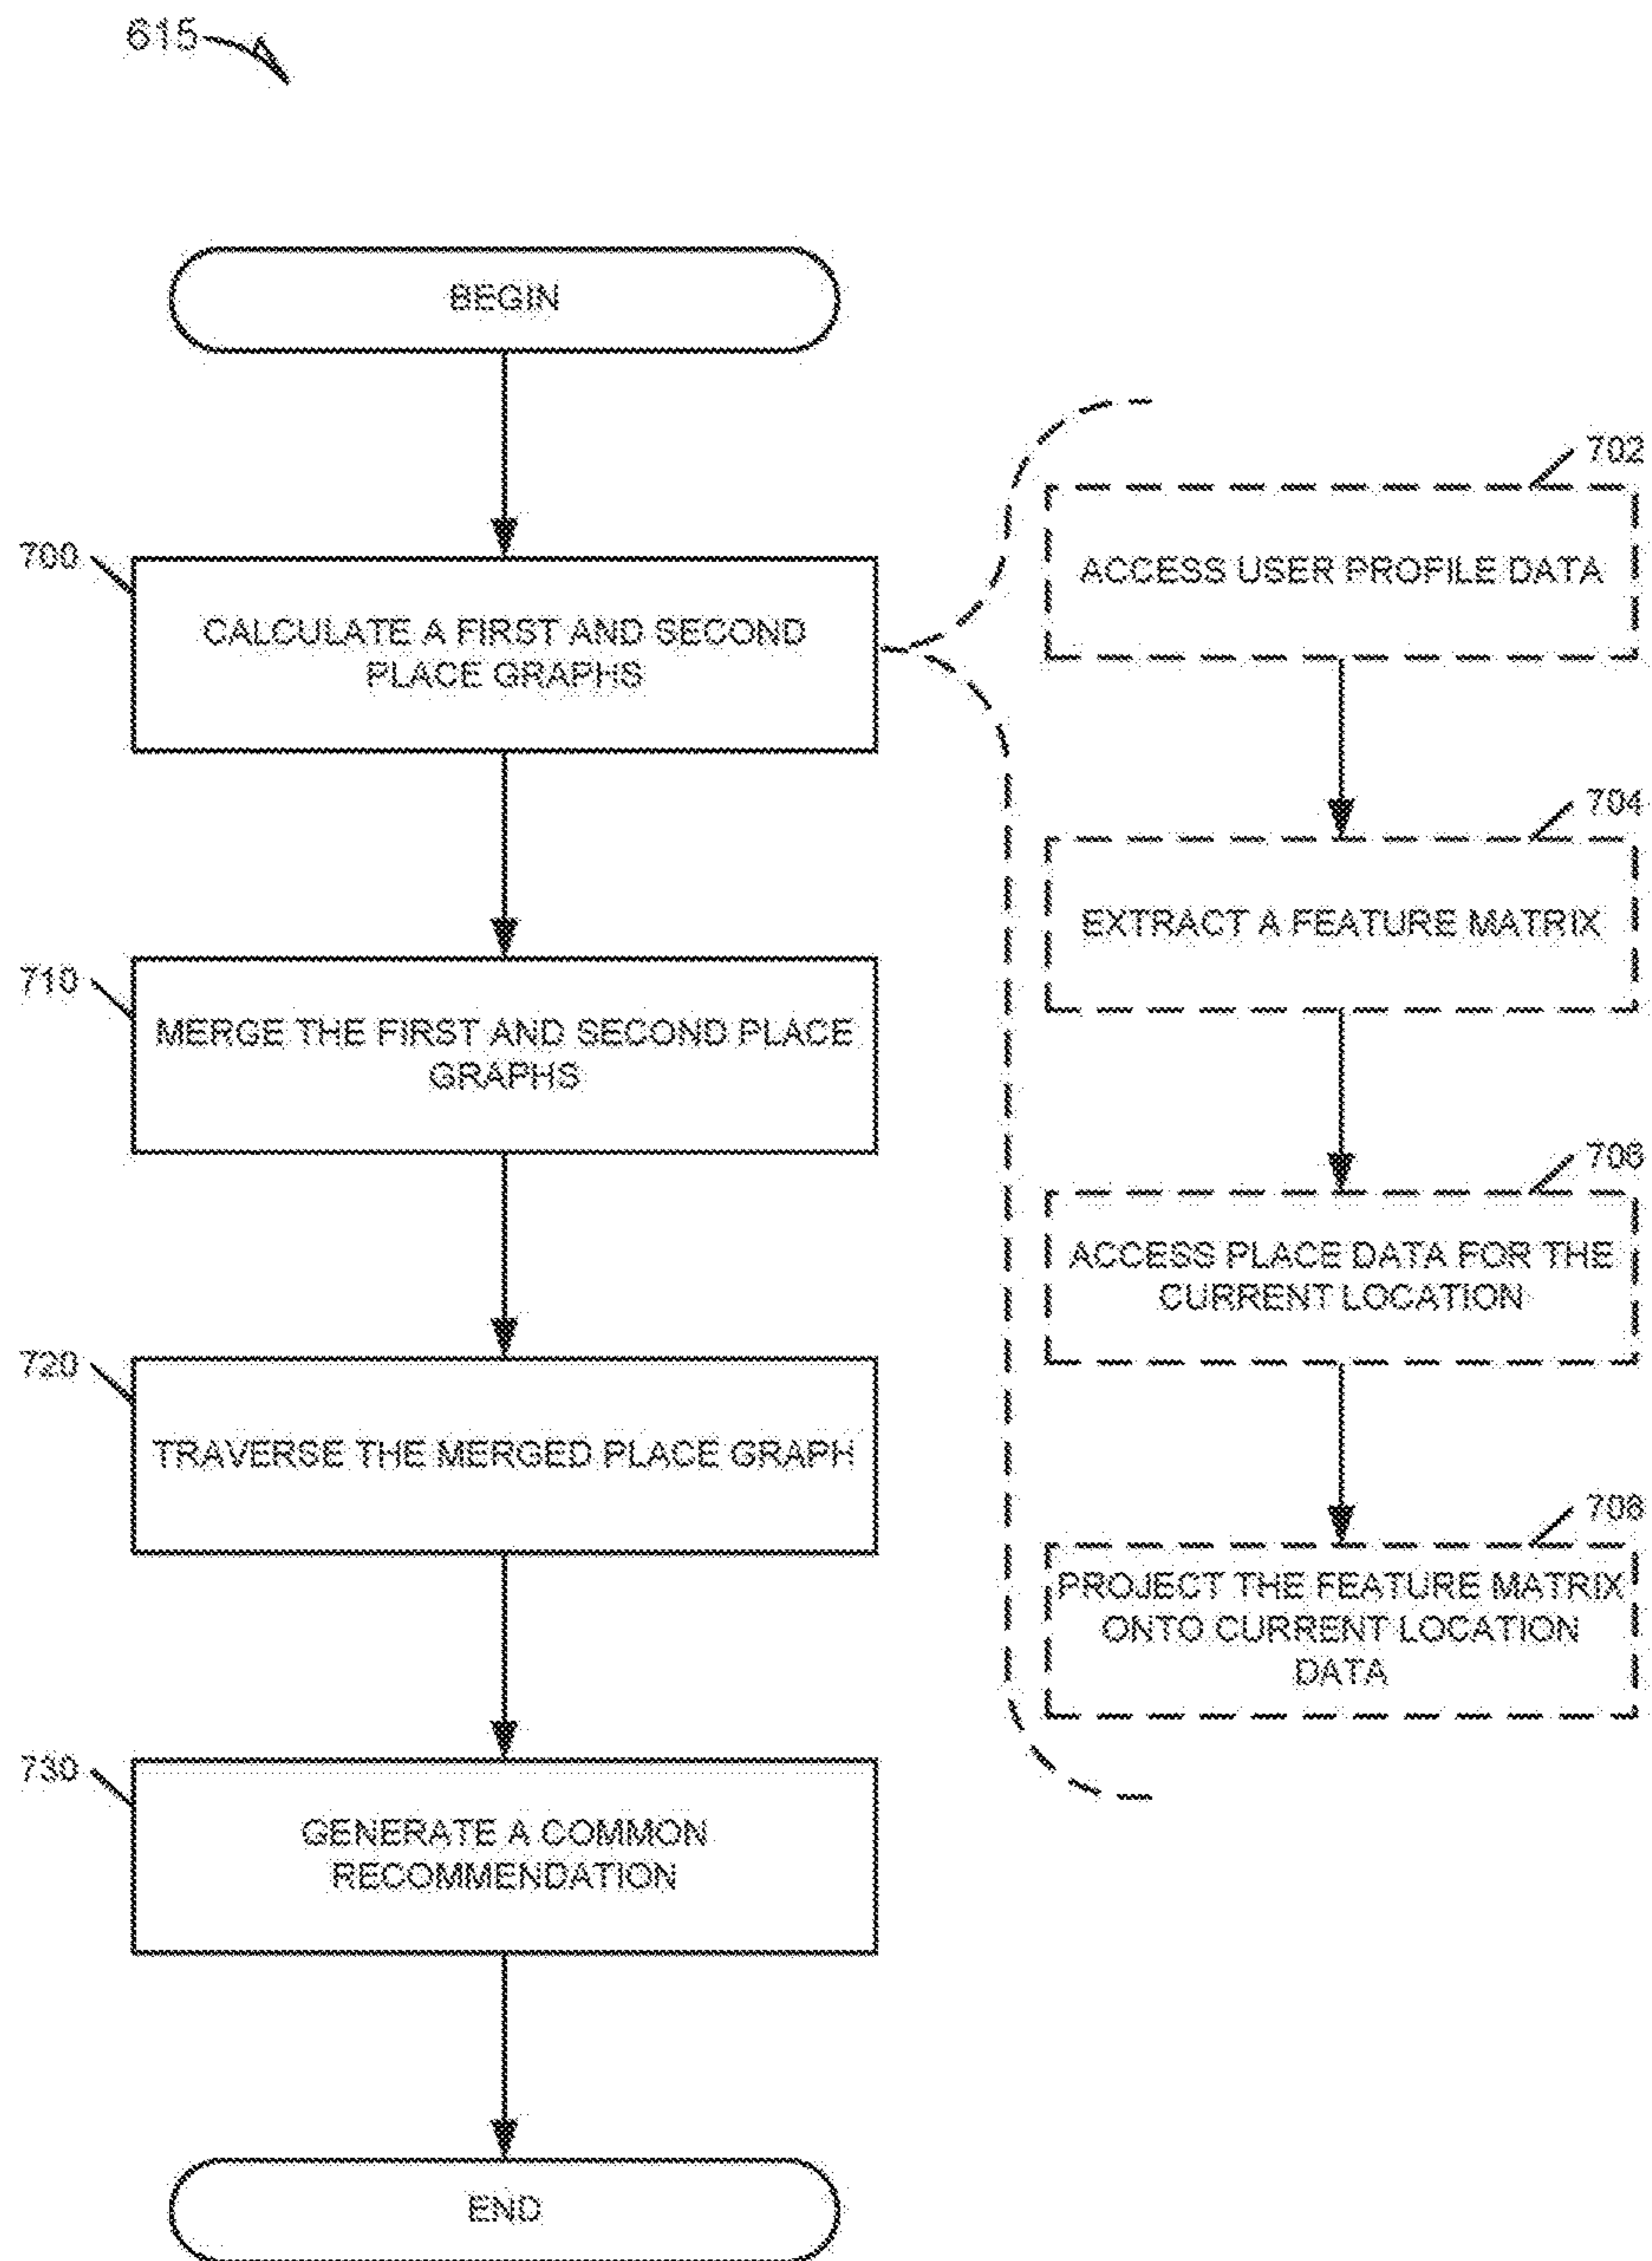 615
BEGIN
700
CALCULATE A FIRST AND SECOND
PLACE GRAPHS
710
MERGE THE FIRST AND SECOND PLACE
GRAPHS
720
TRAVERSE THE MERGED PLACE GRAPH
730
GENERATE A COMMON
RECOMMENDATION
END
702
ACCESS USER PROFILE DATA
704
EXTRACT A FEATURE MATRIX
706
ACCESS PLACE DATA FOR THE
CURRENT LOCATION
708
PROJECT THE FEATURE MATRIX
ONTO CURRENT LOCATION
DATA